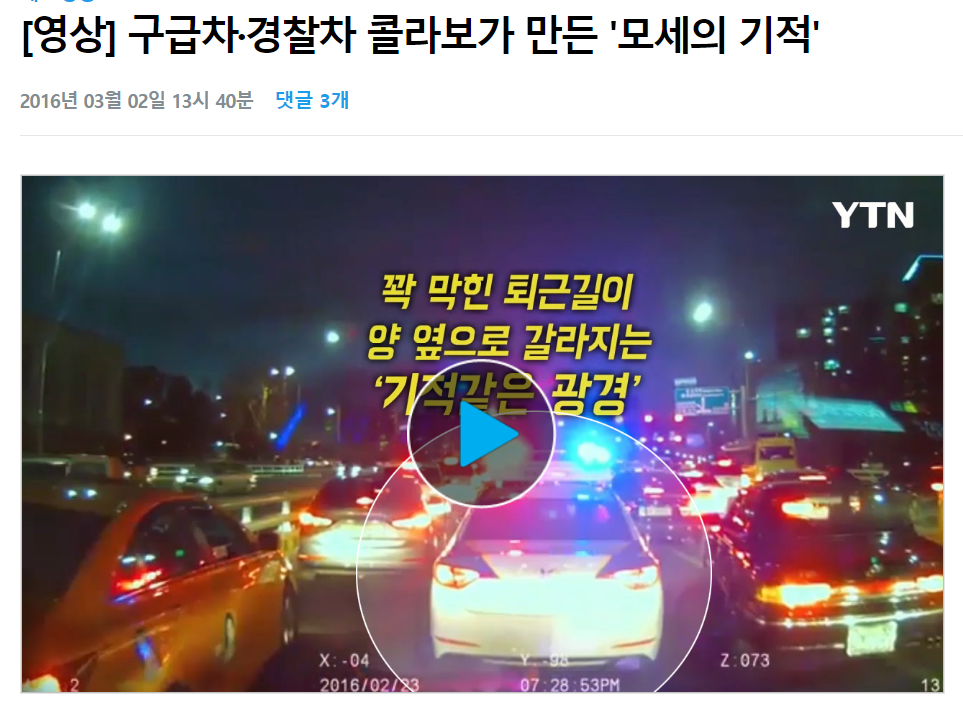 [영상] 구급차·경찰차 콜라보가 만든 '모세의 기적'
2016년 03월 02일 13시 40분 댓글 3개
YTN
꽉 막힌 퇴근길이
양 옆으로 갈라지는
‘기적같은 광경’
X:-04 Y:-98 Z:073
2 2016/02/23 07:28:53PM 13